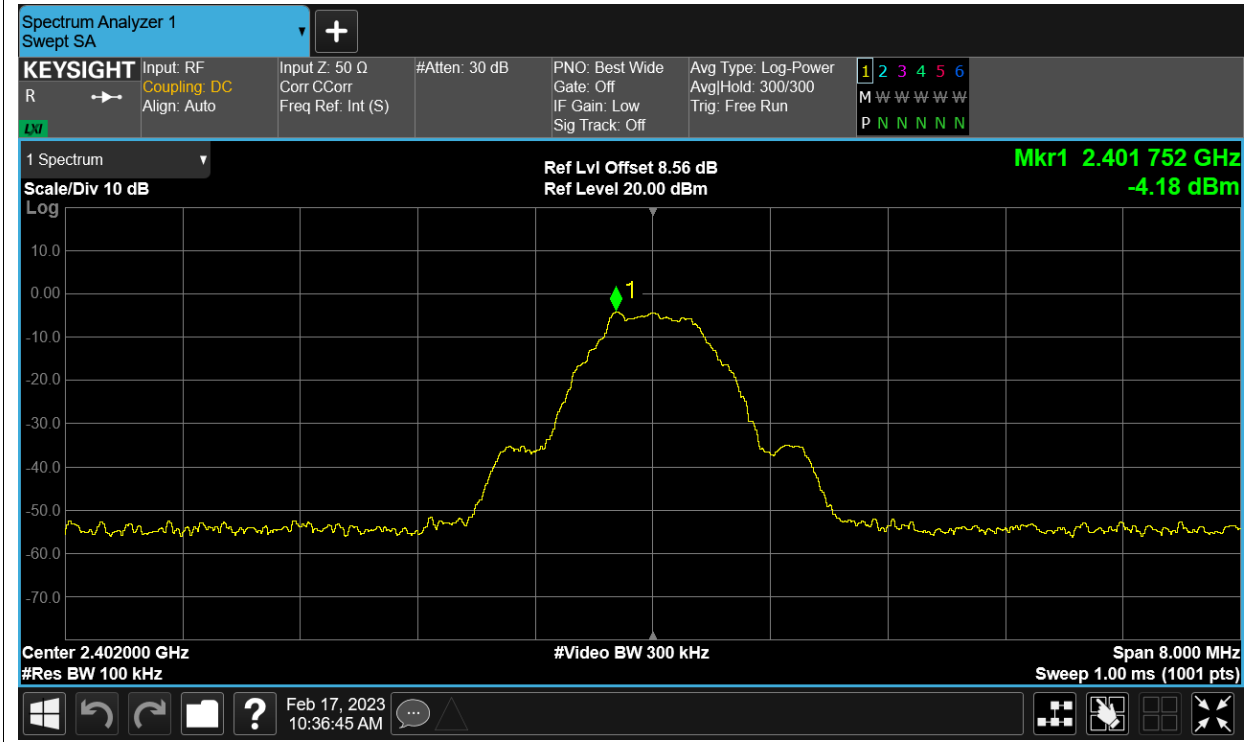 Spectrum Analyzer 1
Swept SA
+
KEYSIGHT
R
LXI
Input: RF
Coupling: DC
Align: Auto
Input Z: 50 Ω
Corr CCorr
Freq Ref: Int (S)
#Atten: 30 dB
PNO: Best Wide
Gate: Off
IF Gain: Low
Sig Track: Off
Avg Type: Log-Power
Avg|Hold: 300/300
Trig: Free Run
1 2 3 4 5 6
M W W W W W
P N N N N N
1 Spectrum
Scale/Div 10 dB
Log
Ref Lvl Offset 8.56 dB
Ref Level 20.00 dBm
Mkr1 2.401 752 GHz
-4.18 dBm
1
10.0
0.00
-10.0
-20.0
-30.0
-40.0
-50.0
-60.0
-70.0
Center 2.402000 GHz
#Video BW 300 kHz
Span 8.000 MHz
#Res BW 100 kHz
Sweep 1.00 ms (1001 pts)
?
Feb 17, 2023
10:36:45 AM